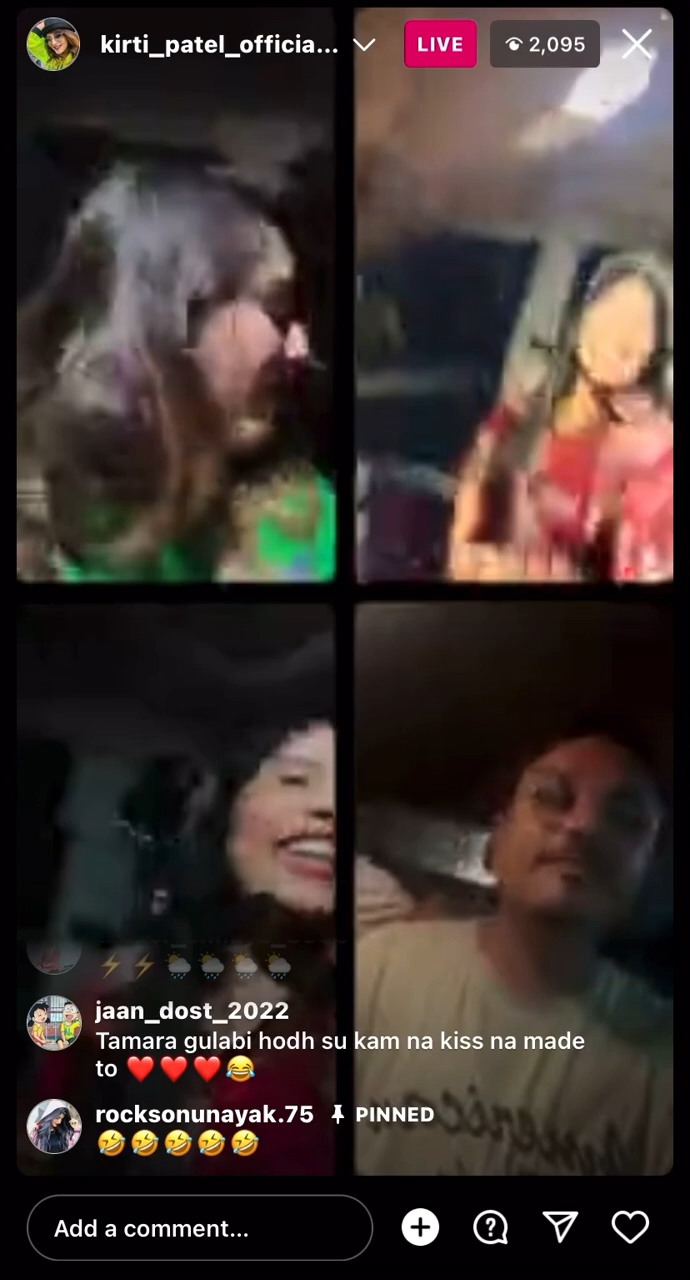 kirti_patel_officia...
LIVE
2,095
⚡⚡🌦🌦🌦🌦
jaan_dost_2022
Tamara gulabi hodh su kam na kiss na made
to ❤️❤️❤️😂
rocksonunayak.75 PINNED
🤣🤣🤣🤣🤣
Add a comment...